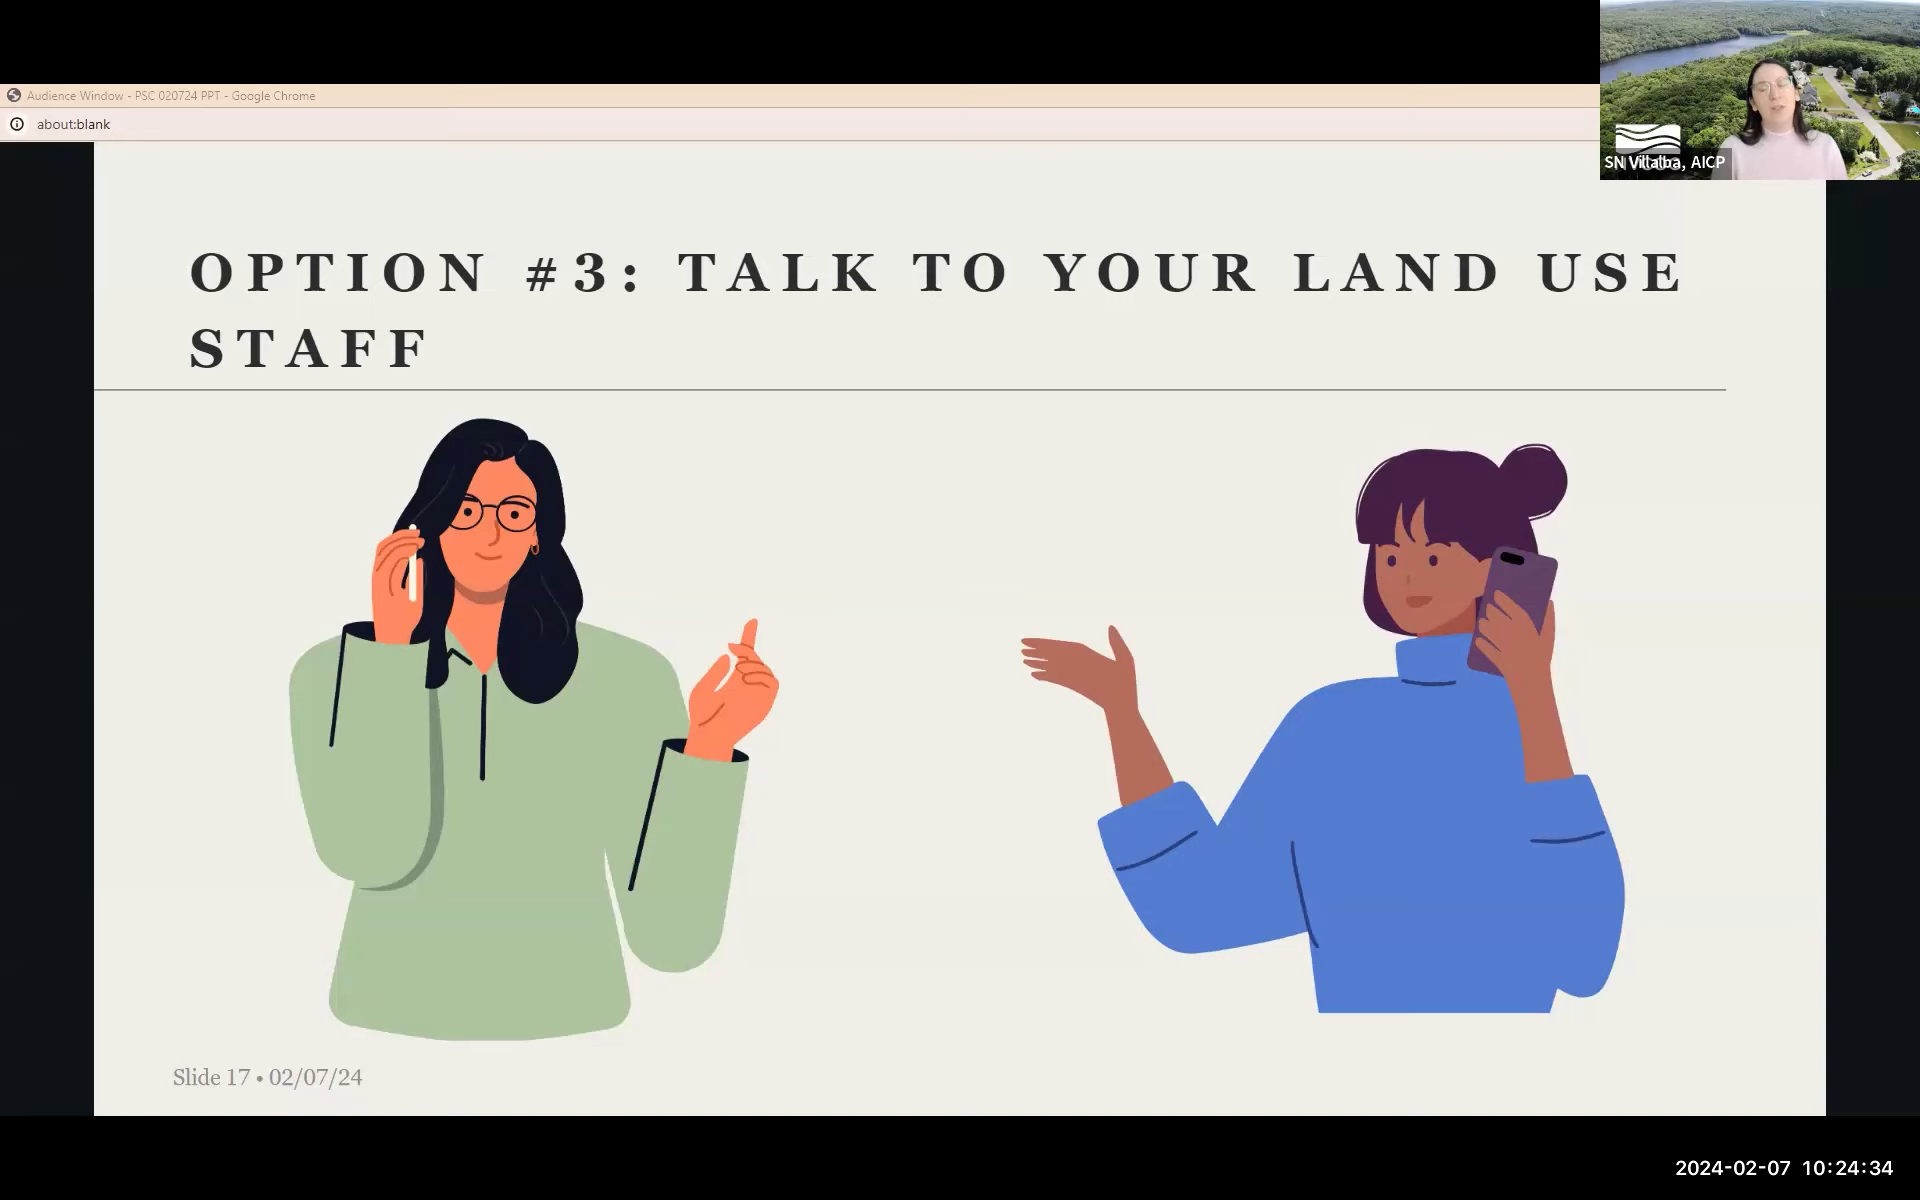 Audience Window - PSC 020724 PPT - Google Chrome
about:blank
SN Villalba, AICP
OPTION #3: TALK TO YOUR LAND USE
STAFF
Slide 17 • 02/07/24
2024-02-07 10:24:34